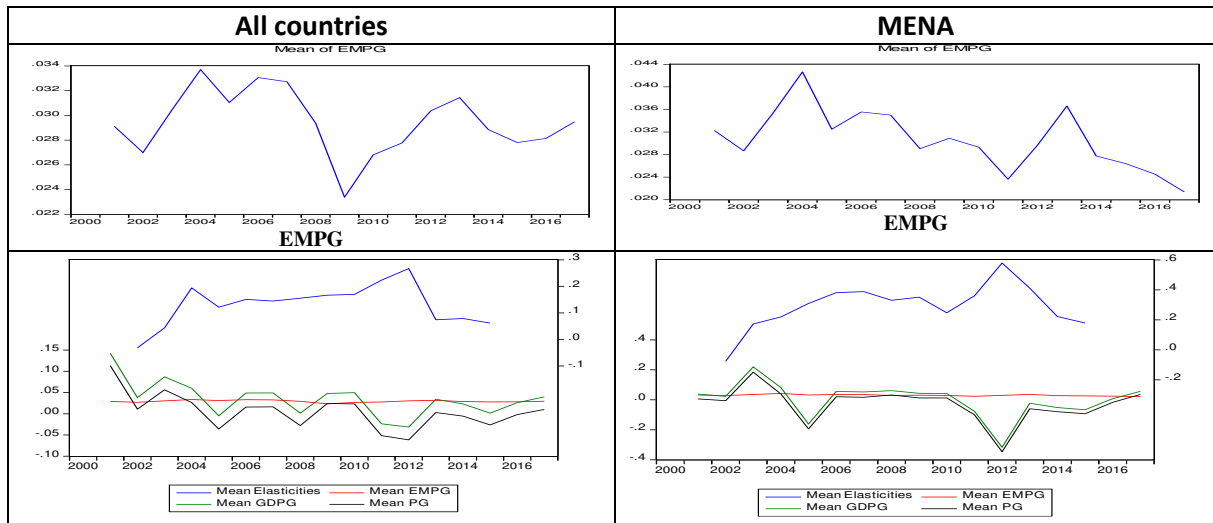 All countries
MENA
Mean of EMPG
.034
.032
.030
.028
.026
.024
.022
2000 2002 2004 2006 2008 2010 2012 2014 2016
EMPG
Mean of EMPG
.044
.040
.036
.032
.028
.024
.020
2000 2002 2004 2006 2008 2010 2012 2014 2016
EMPG
.3
.2
.1
.0
-.1
.15
.10
.05
.00
-.05
-.10
2000 2002 2004 2006 2008 2010 2012 2014 2016
Mean Elasticities Mean EMPG
Mean GDPG Mean PG
.6
.4
.2
.0
-.2
.4
.2
.0
-.2
-.4
2000 2002 2004 2006 2008 2010 2012 2014 2016
Mean Elasticities Mean EMPG
Mean GDPG Mean PG